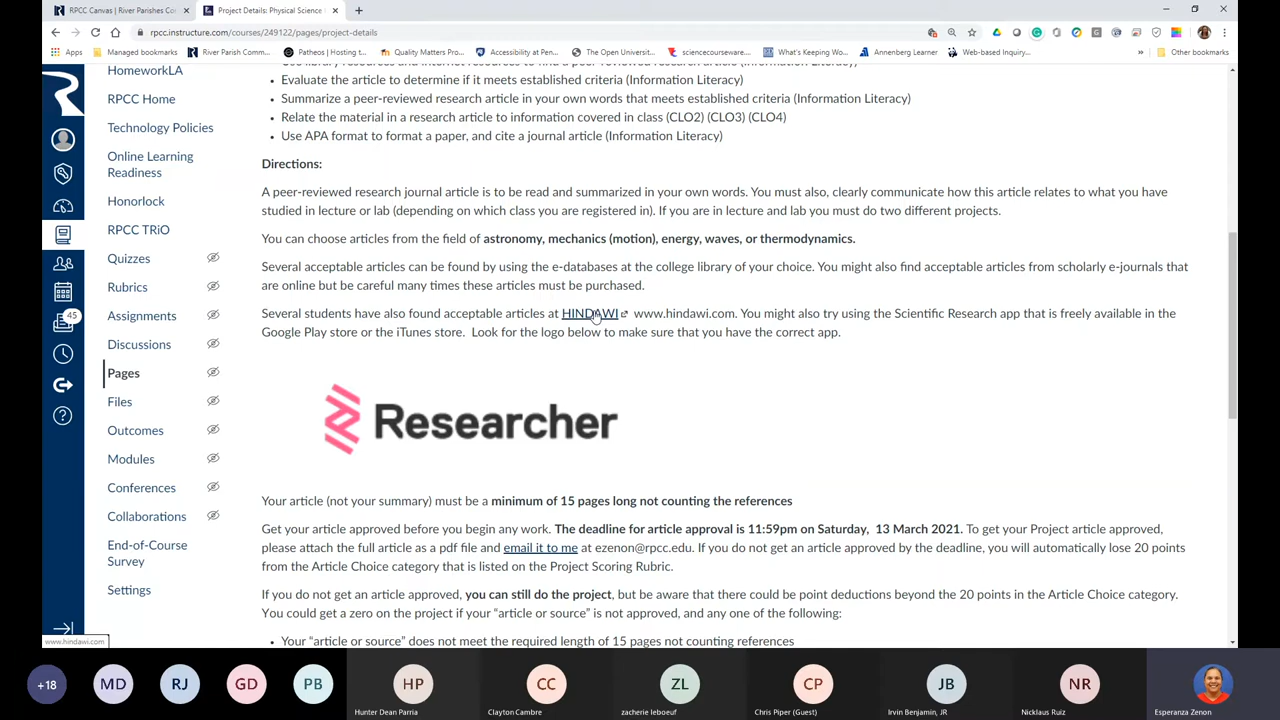 RPCC Canvas | River Parishes Co
Project Details: Physical Science
rpcc.instructure.com/courses/249122/pages/project-details
Apps
Managed bookmarks
River Parish Comm...
Patheos | Hosting t...
Quality Matters Pro...
Accessibility at Pen...
The Open Universit...
sciencecourseware...
What's Keeping Wo...
Annenberg Learner
Web-based Inquiry...
»
Other bookmarks
HomeworkLA
RPCC Home
Technology Policies
Online Learning
Readiness
Honorlock
RPCC TRiO
Quizzes
Rubrics
Assignments
Discussions
Pages
Files
Outcomes
Modules
Conferences
Collaborations
End-of-Course
Survey
Settings
45
www.hindawi.com
• Use library resources and internet resources to find a peer-reviewed research article (Information Literacy)
• Evaluate the article to determine if it meets established criteria (Information Literacy)
• Summarize a peer-reviewed research article in your own words that meets established criteria (Information Literacy)
• Relate the material in a research article to information covered in class (CLO2) (CLO3) (CLO4)
• Use APA format to format a paper, and cite a journal article (Information Literacy)
Directions:
A peer-reviewed research journal article is to be read and summarized in your own words. You must also, clearly communicate how this article relates to what you have
studied in lecture or lab (depending on which class you are registered in). If you are in lecture and lab you must do two different projects.
You can choose articles from the field of astronomy, mechanics (motion), energy, waves, or thermodynamics.
Several acceptable articles can be found by using the e-databases at the college library of your choice. You might also find acceptable articles from scholarly e-journals that
are online but be careful many times these articles must be purchased.
Several students have also found acceptable articles at HINDAWI www.hindawi.com. You might also try using the Scientific Research app that is freely available in the
Google Play store or the iTunes store. Look for the logo below to make sure that you have the correct app.
Researcher
Your article (not your summary) must be a minimum of 15 pages long not counting the references
Get your article approved before you begin any work. The deadline for article approval is 11:59pm on Saturday, 13 March 2021. To get your Project article approved,
please attach the full article as a pdf file and email it to me at ezenon@rpcc.edu. If you do not get an article approved by the deadline, you will automatically lose 20 points
from the Article Choice category that is listed on the Project Scoring Rubric.
If you do not get an article approved, you can still do the project, but be aware that there could be point deductions beyond the 20 points in the Article Choice category.
You could get a zero on the project if your “article or source” is not approved, and any one of the following:
• Your “article or source” does not meet the required length of 15 pages not counting references
+18
MD
RJ
GD
PB
HP
CC
ZL
CP
JB
NR
Hunter Dean Parria
Clayton Cambre
zacherie leboeuf
Chris Piper (Guest)
Irvin Benjamin, JR
Nicklaus Ruiz
Esperanza Zenon